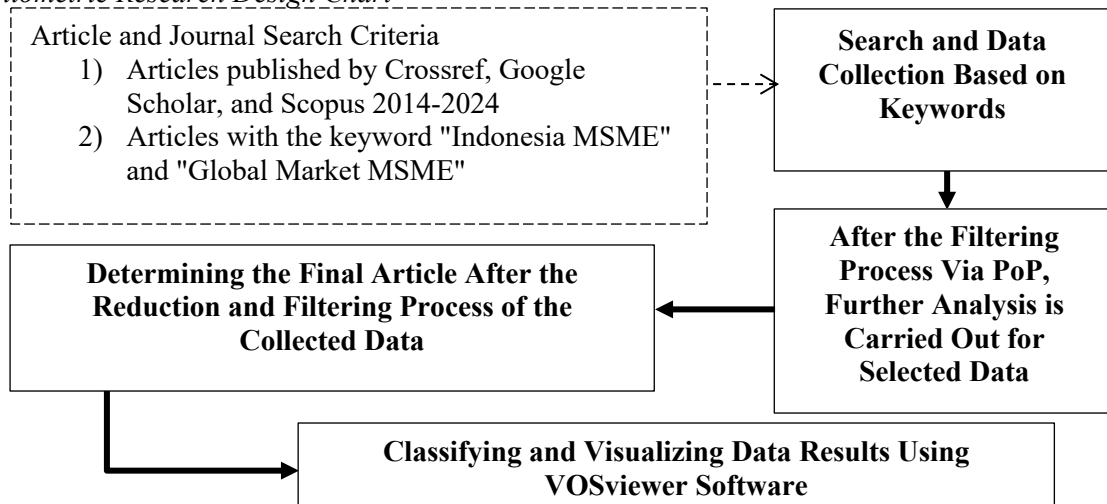 Research Design Chart
Article and Journal Search Criteria
1) Articles published by Crossref, Google
Scholar, and Scopus 2014-2024
2) Articles with the keyword "Indonesia MSME"
and "Global Market MSME"
Search and Data
Collection Based on
Keywords
After the Filtering
Process Via PoP,
Further Analysis is
Carried Out for
Selected Data
Determining the Final Article After the
Reduction and Filtering Process of the
Collected Data
Classifying and Visualizing Data Results Using
VOSviewer Software